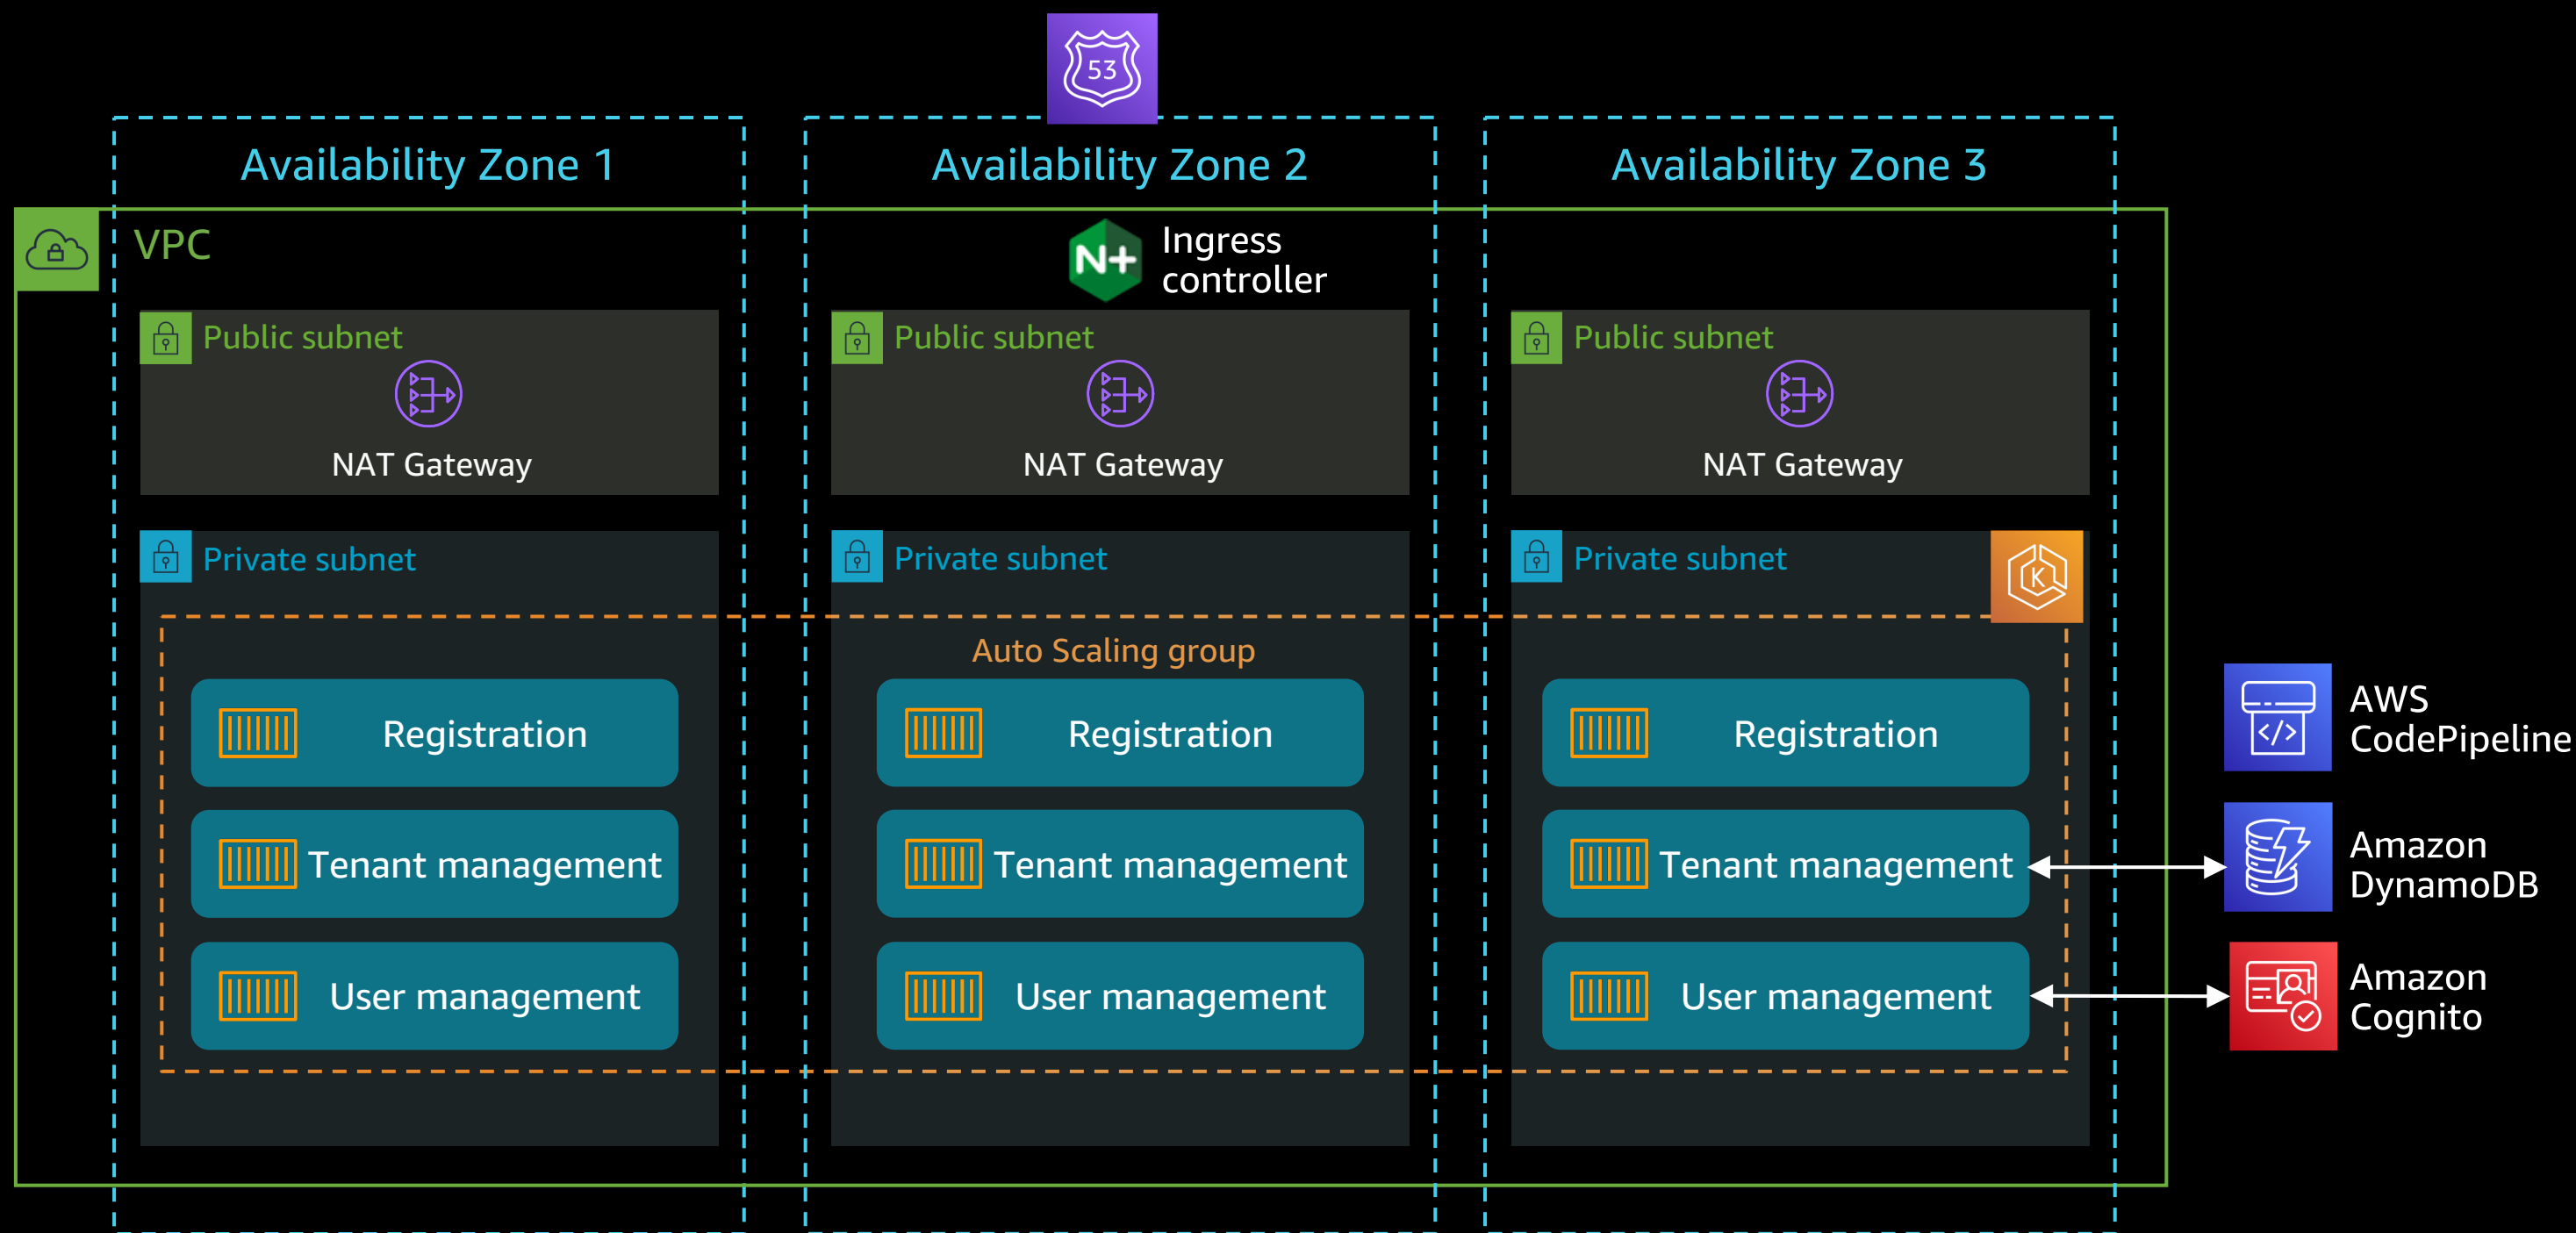 53
Availability Zone 1
Availability Zone 2
Availability Zone 3
VPC
N+
Ingress
controller
Public subnet
Public subnet
Public subnet
NAT Gateway
NAT Gateway
NAT Gateway
Private subnet
Private subnet
Private subnet
K
Auto Scaling group
Registration
Registration
Registration
AWS
CodePipeline
</>
Tenant management
Tenant management
Tenant management
Amazon
DynamoDB
User management
User management
User management
Amazon
Cognito